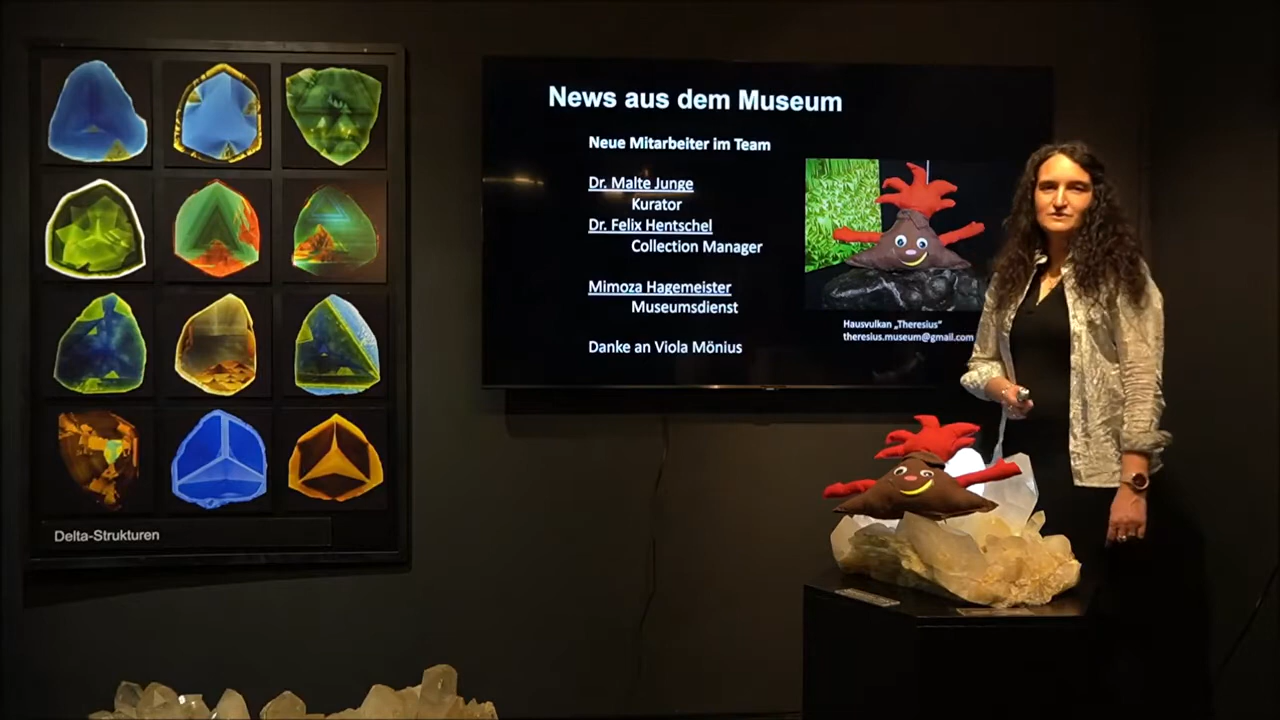 News aus dem Museum
Neue Mitarbeiter im Team
Dr. Malte Junge
Kurator
Dr. Felix Hentschel
Collection Manager
Mimoza Hagemeister
Museumsdienst
Danke an Viola Mönius
Hausvulkan „Theresius“
theresius.museum@gmail.com
Delta-Strukturen